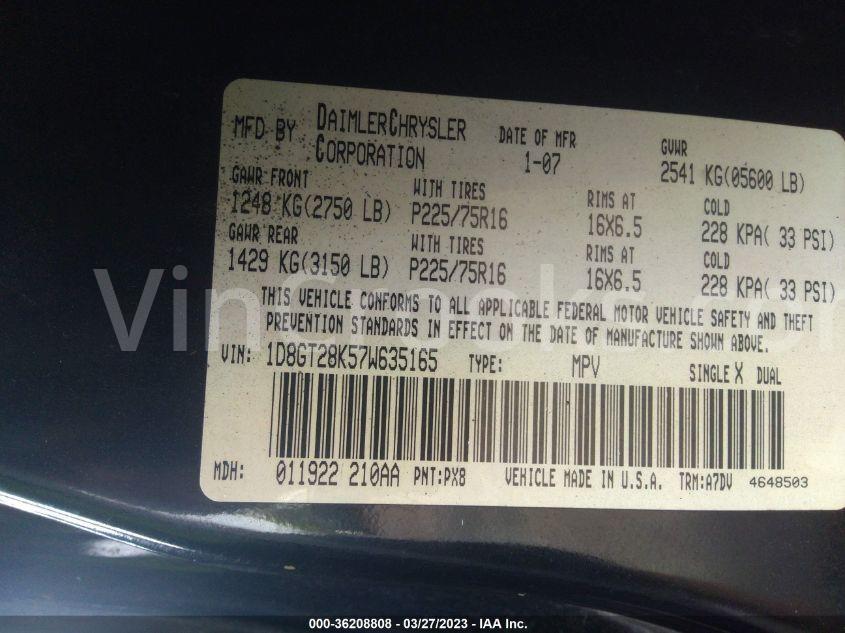 MFD BY DAIMLERCHRYSLER CORPORATION DATE OF MFR 1-07 GVWR 2541 KG(05600 LB)
GAWR FRONT WITH TIRES RIMS AT COLD
1248 KG(2750 LB) P225/75R16 16X6.5 228 KPA( 33 PSI)
GAWR REAR WITH TIRES RIMS AT COLD
1429 KG(3150 LB) P225/75R16 16X6.5 228 KPA( 33 PSI)
THIS VEHICLE CONFORMS TO ALL APPLICABLE FEDERAL MOTOR VEHICLE SAFETY AND THEFT
PREVENTION STANDARDS IN EFFECT ON THE DATE OF MANUFACTURE SHOWN ABOVE.
VIN: 1D8GT28K57W635165 TYPE: MPV SINGLE X DUAL
MDH: 011922 210AA PNT:PX8 VEHICLE MADE IN U.S.A. TRM:A7DV 4648503
000-36208808 - 03/27/2023 - IAA Inc.